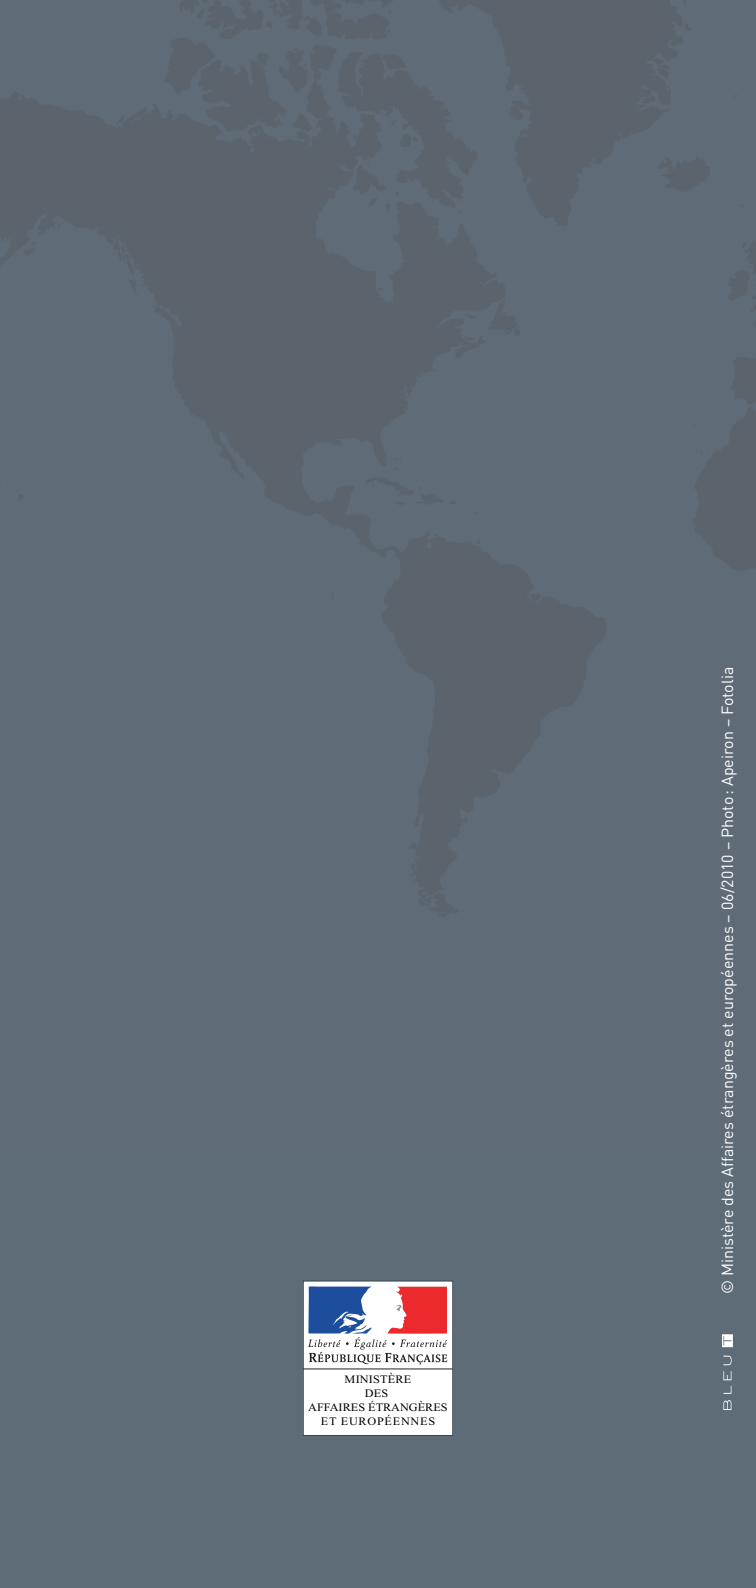 Liberté • Égalité • Fraternité
RÉPUBLIQUE FRANÇAISE
MINISTÈRE
DES
AFFAIRES ÉTRANGÈRES
ET EUROPÉENNES
BLEU T
© Ministère des Affaires étrangères et européennes – 06/2010 – Photo : Apeiron – Fotolia